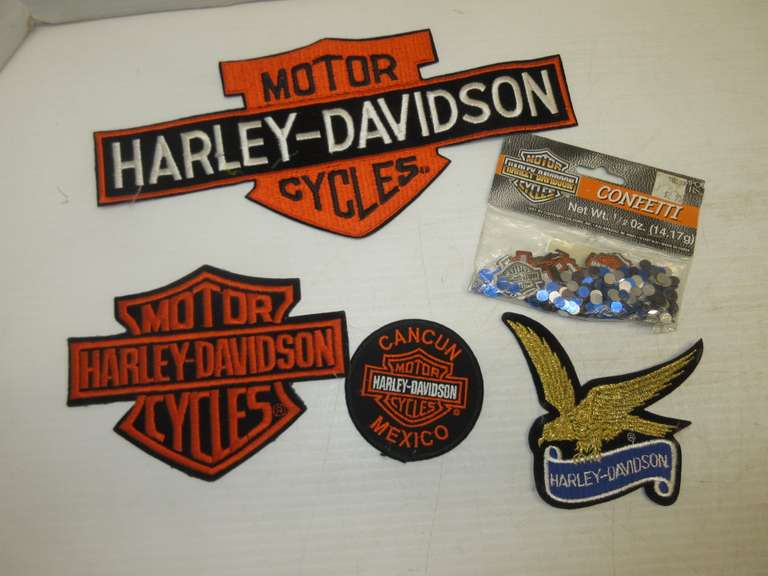 MOTOR
HARLEY-DAVIDSON
CYCLES
MOTOR
HARLEY-DAVIDSON
CYCLES
CONFETTI
Net Wt. 1/2 Oz. (14.17g)
MOTOR
HARLEY-DAVIDSON
CYCLES ®
CANCUN
MOTOR
HARLEY-DAVIDSON
CYCLES ®
MEXICO
®
HARLEY-DAVIDSON